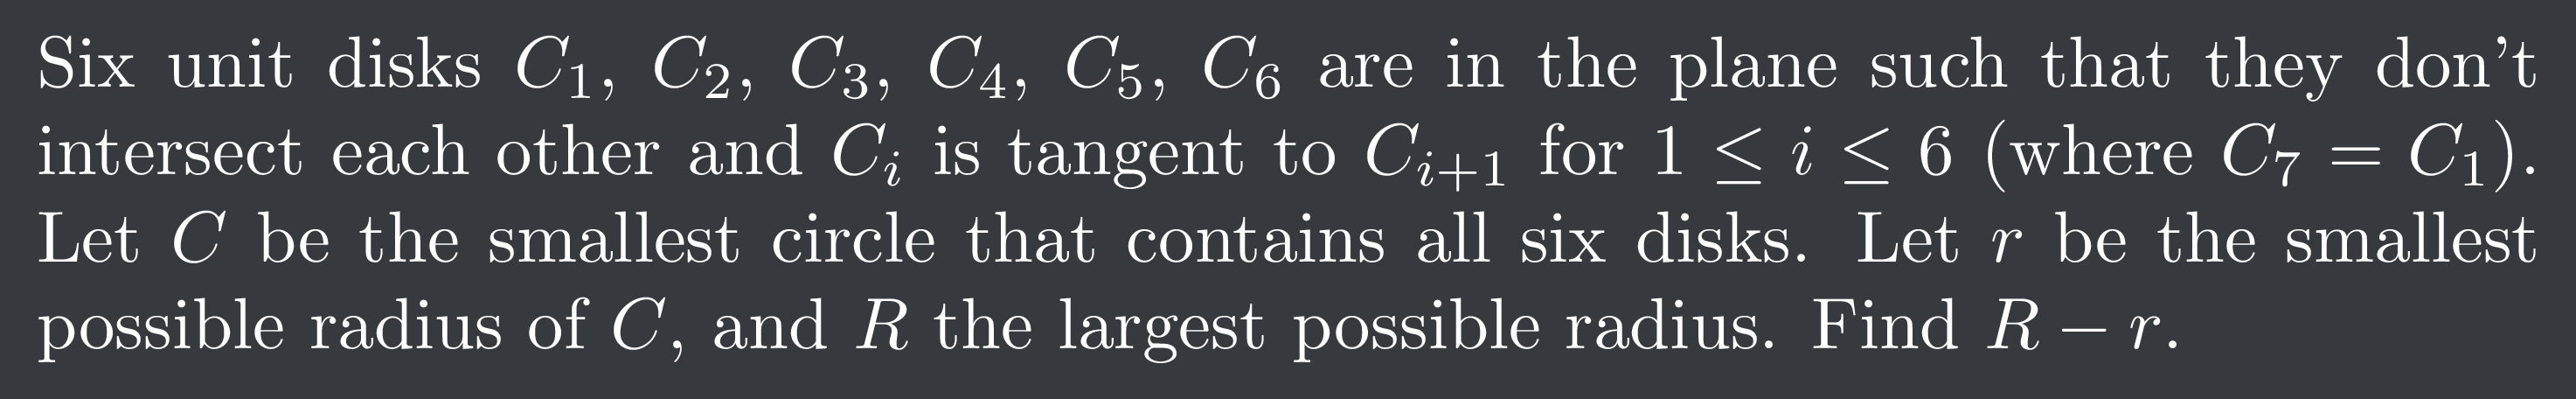 Six unit disks $C_1$, $C_2$, $C_3$, $C_4$, $C_5$, $C_6$ are in the plane such that they don't
intersect each other and $C_i$ is tangent to $C_{i+1}$ for $1 \leq i \leq 6$ (where $C_7 = C_1$).
Let $C$ be the smallest circle that contains all six disks. Let $r$ be the smallest
possible radius of $C$, and $R$ the largest possible radius. Find $R - r$.